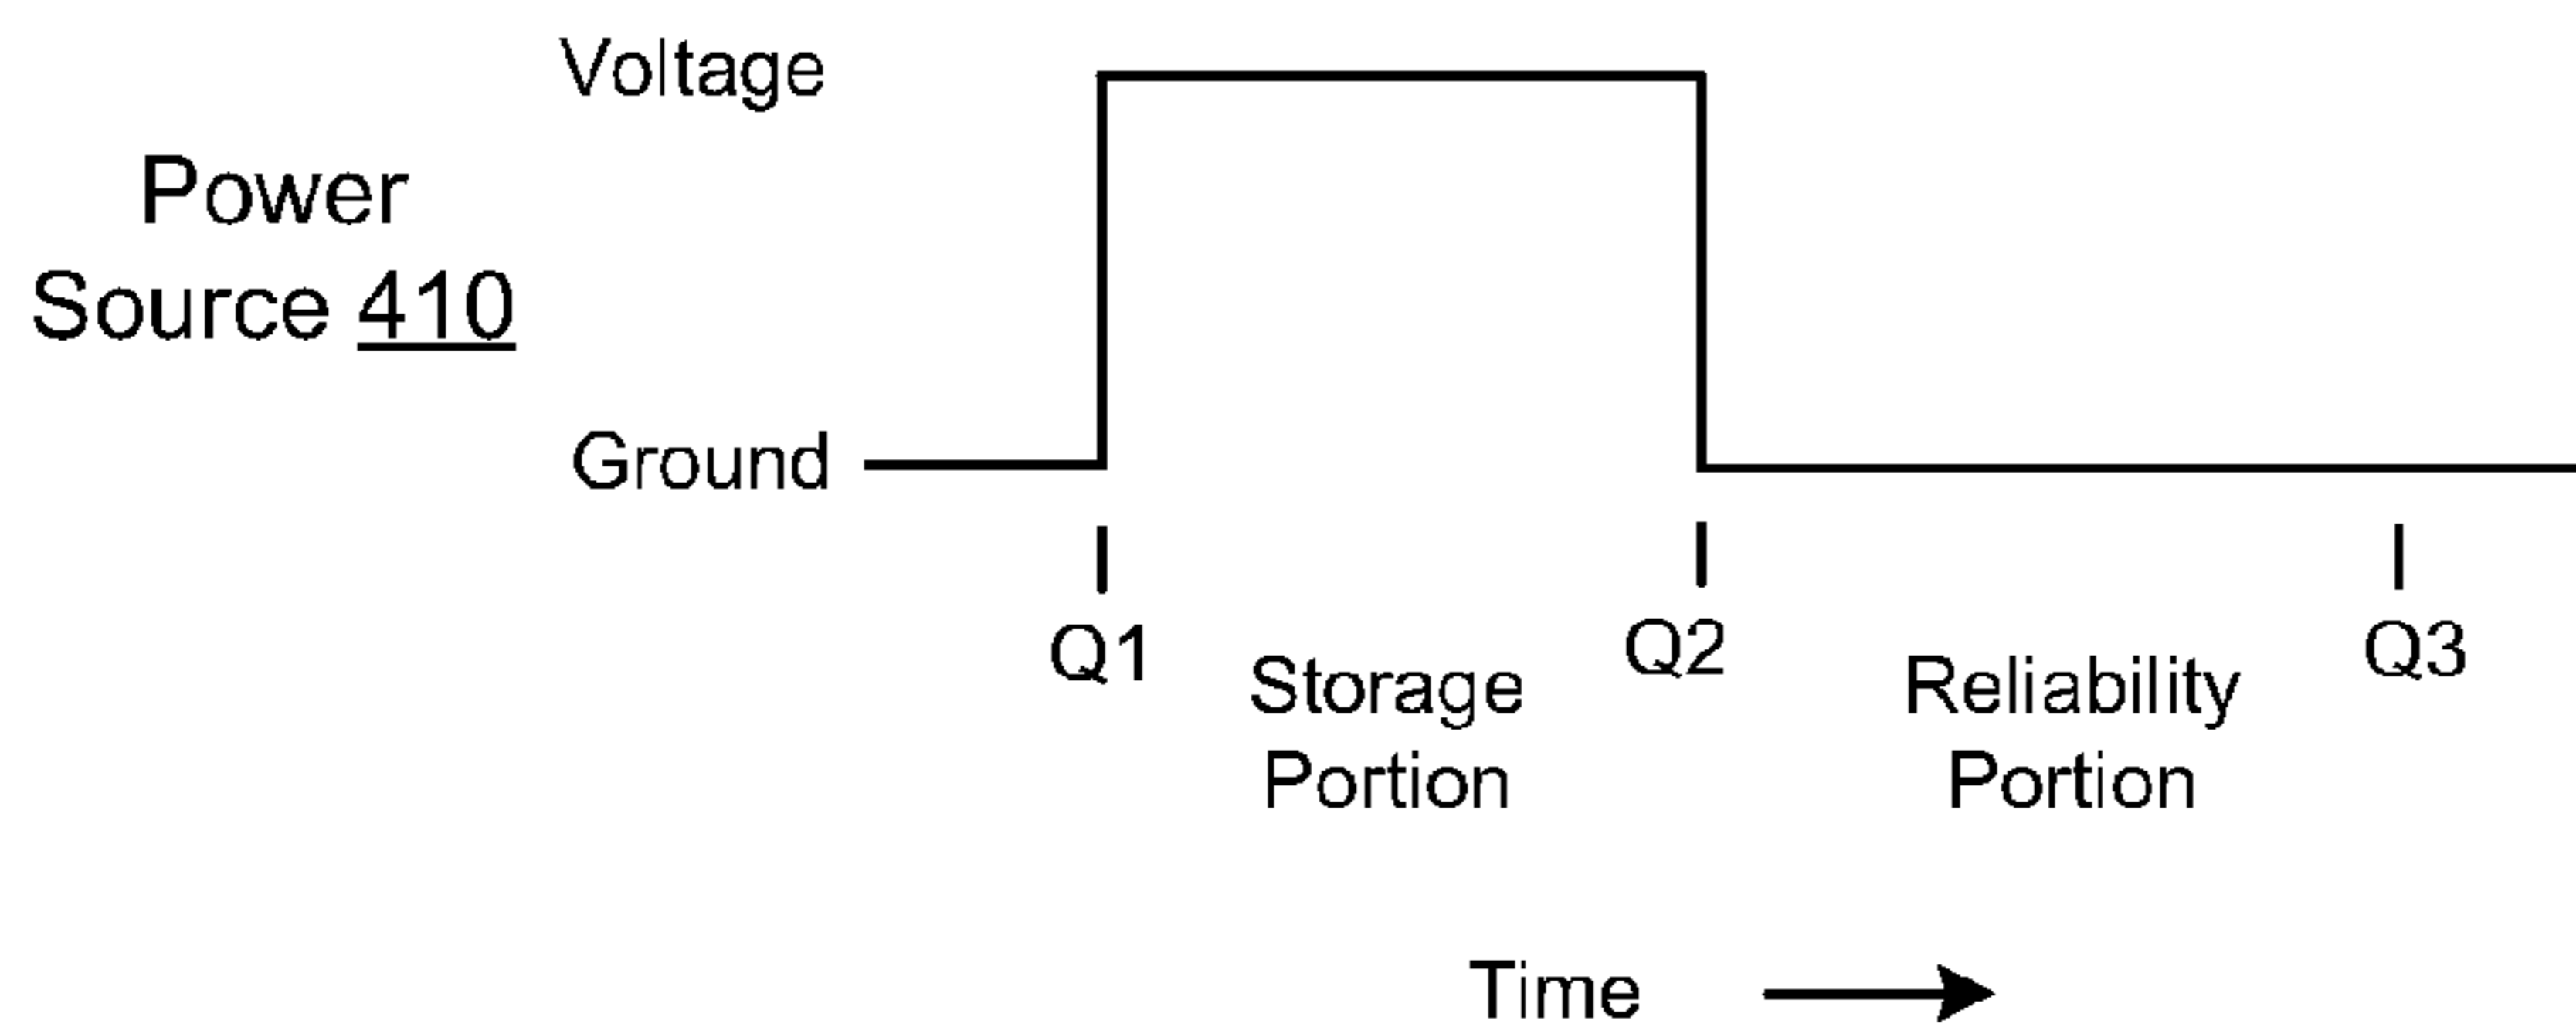 Voltage
Power
Source 410
Ground
Q1
Q2
Q3
Storage
Portion
Reliability
Portion
Time